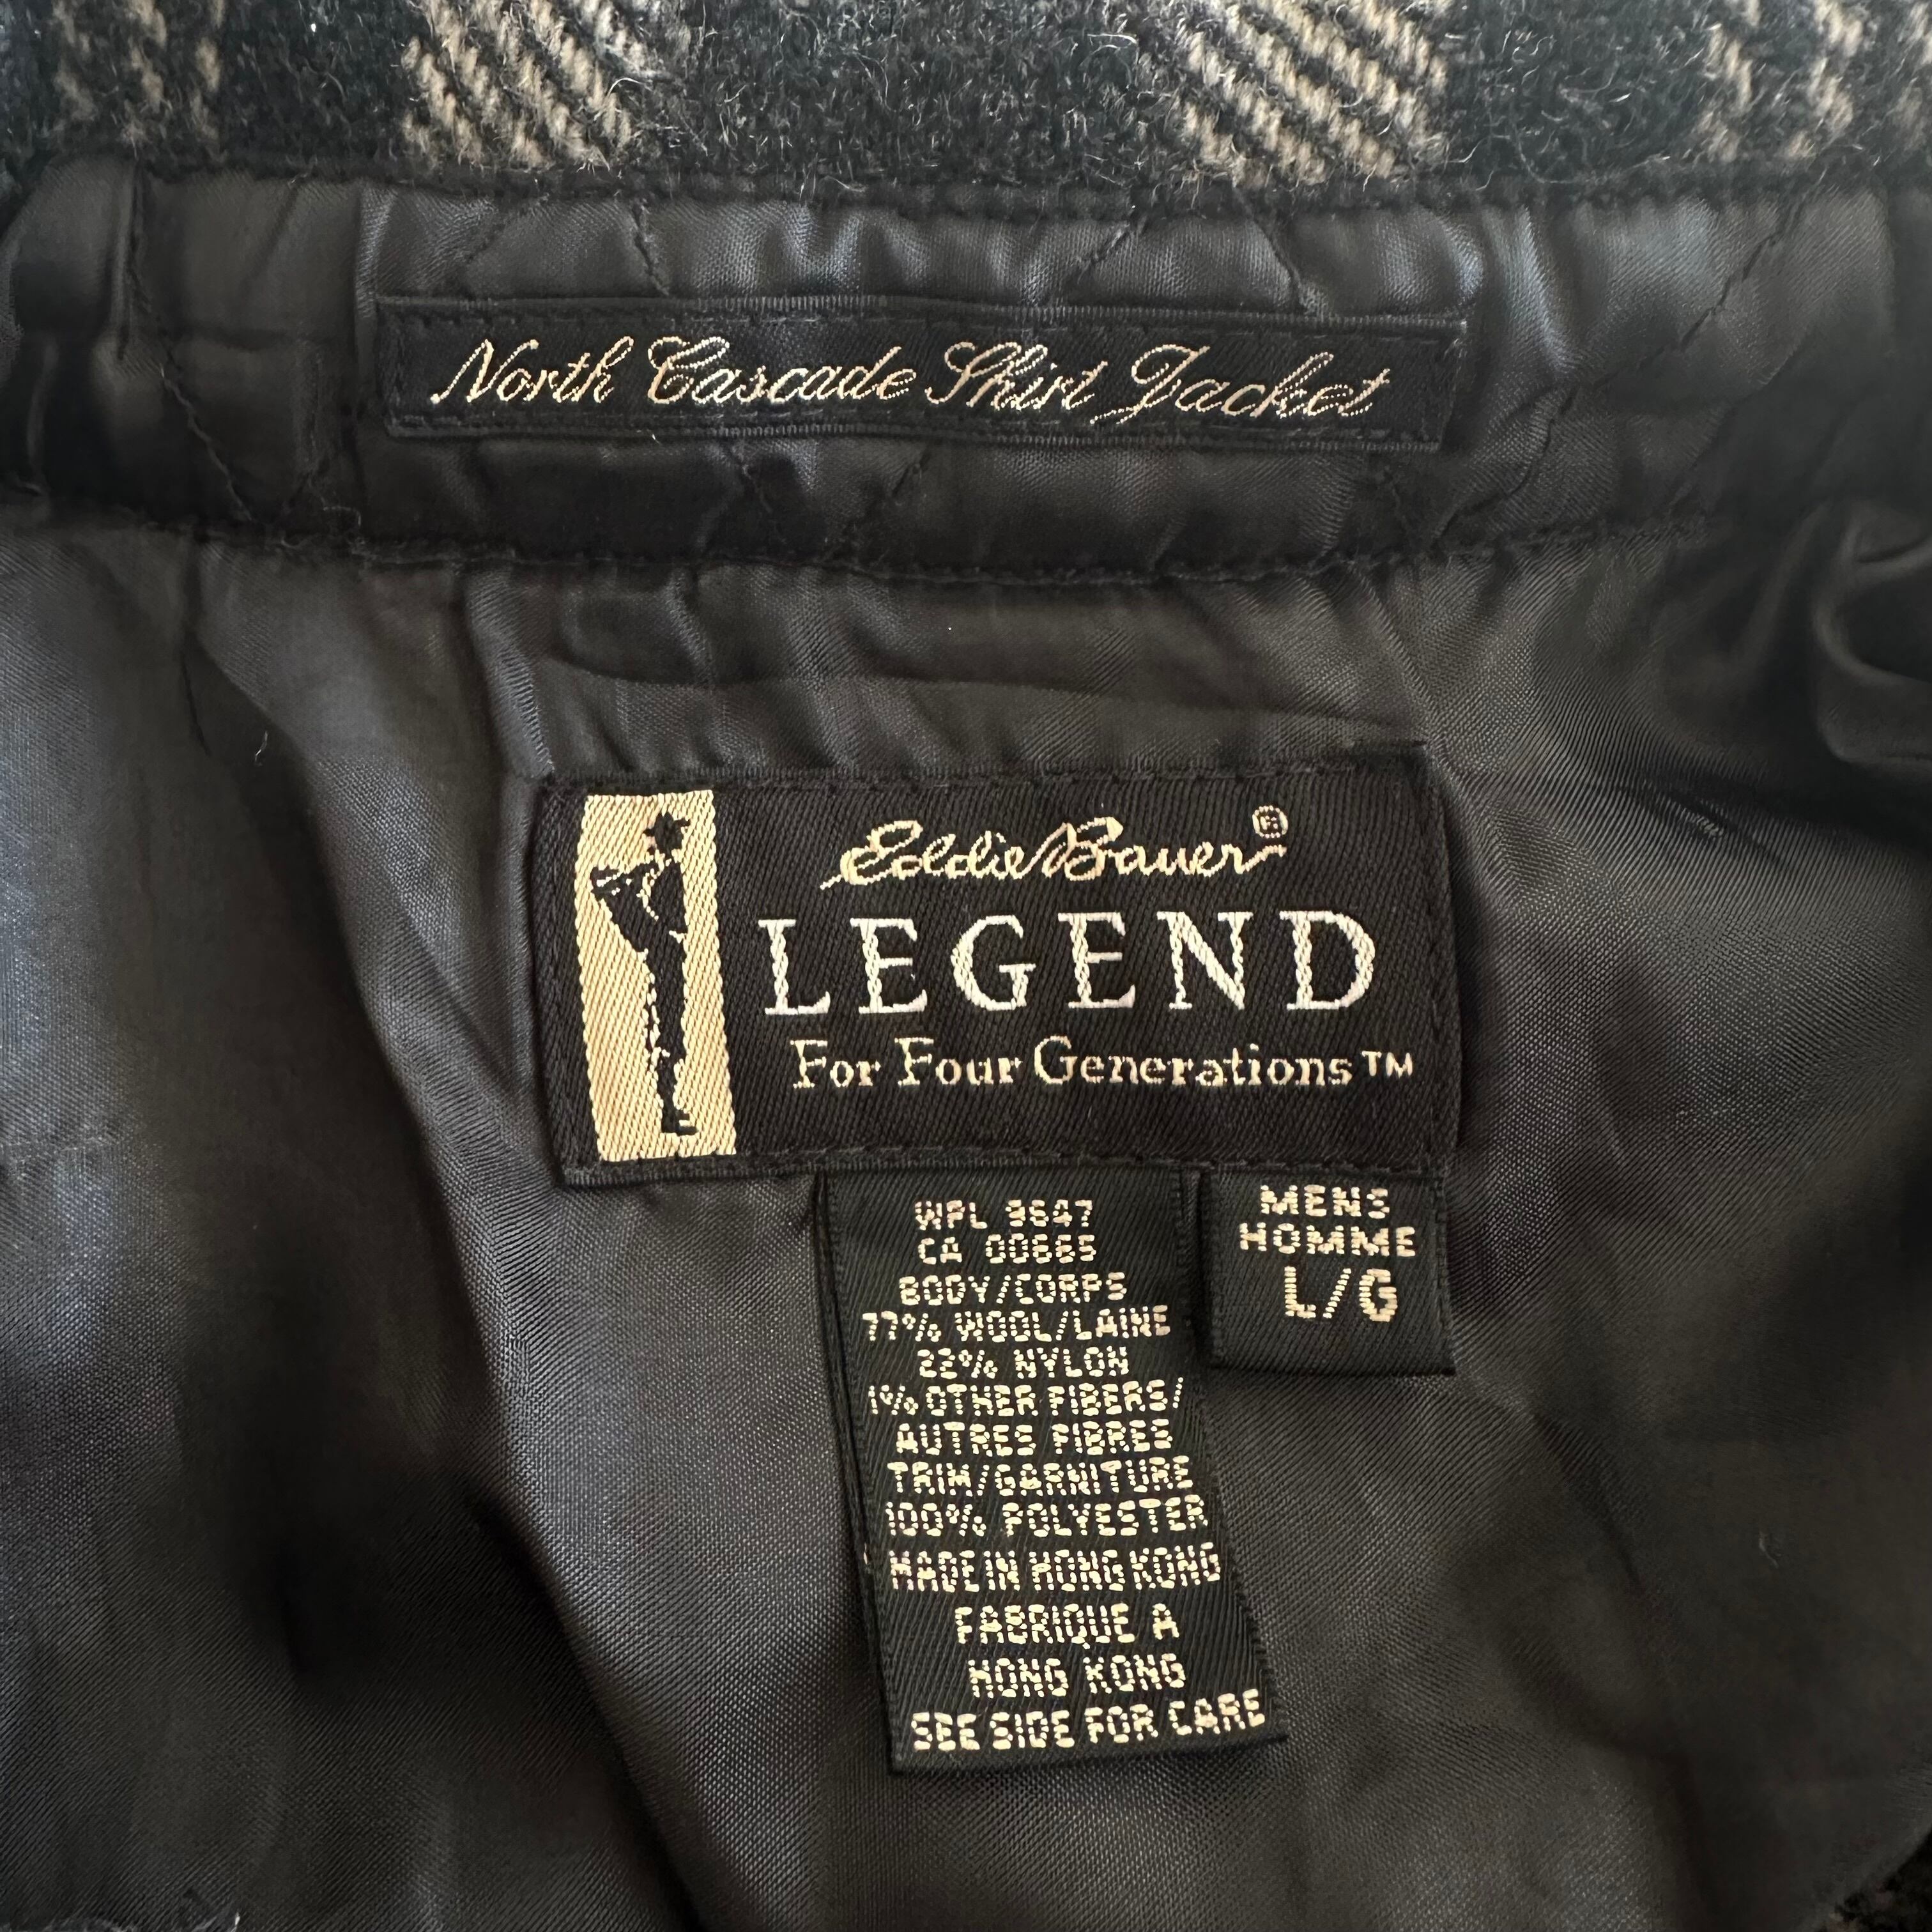 North Cascade Shirt Jacket
Eddie Bauer®
LEGEND
For Four Generations™
WPL 9647
CA 00665
BODY/CORPS
77% WOOL/LAINE
22% NYLON
1% OTHER FIBERS/
AUTRES FIBRES
TRIM/GARNITURE
100% POLYESTER
MADE IN HONG KONG
FABRIQUE A
HONG KONG
SEE SIDE FOR CARE
MENS
HOMME
L/G